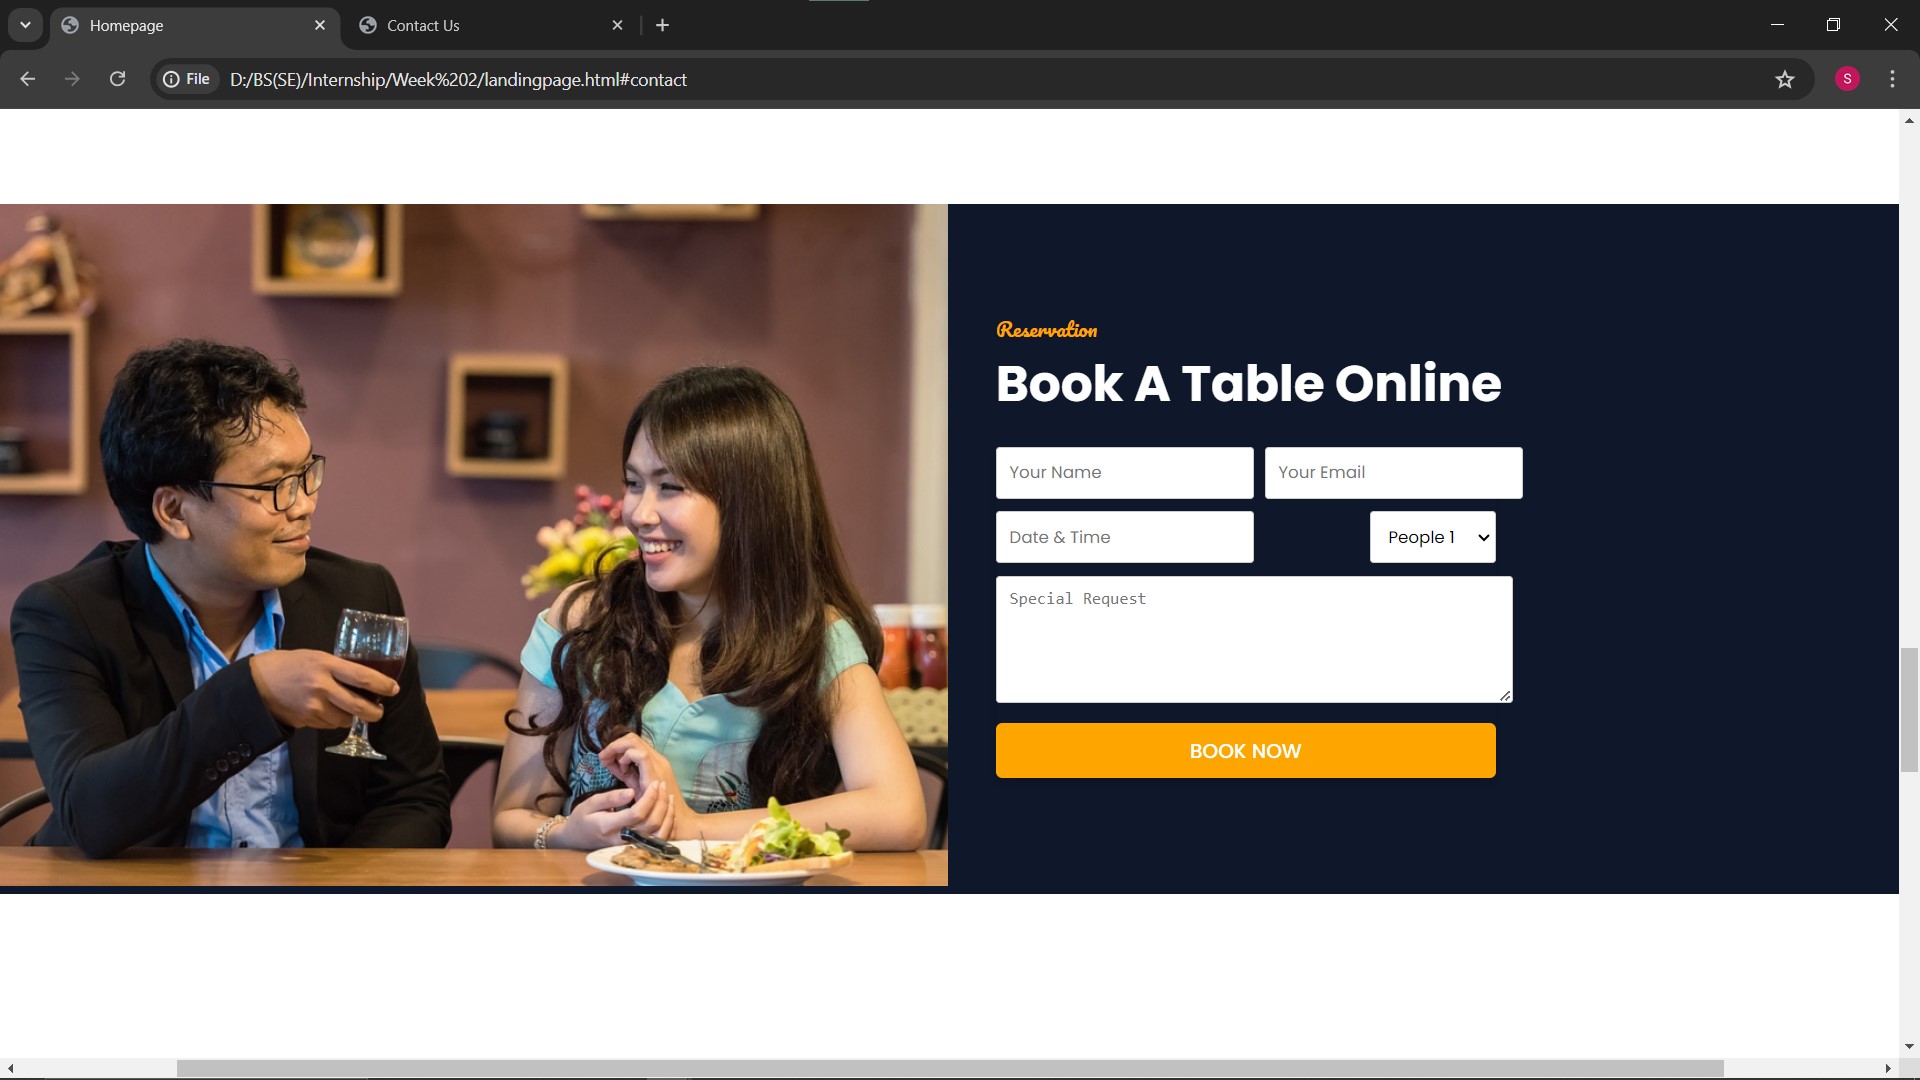 Homepage
Contact Us
File
D:/BS(SE)/Internship/Week%202/landingpage.html#contact
S
Reservation
Book A Table Online
Your Name
Your Email
Date & Time
People 1
Special Request
BOOK NOW